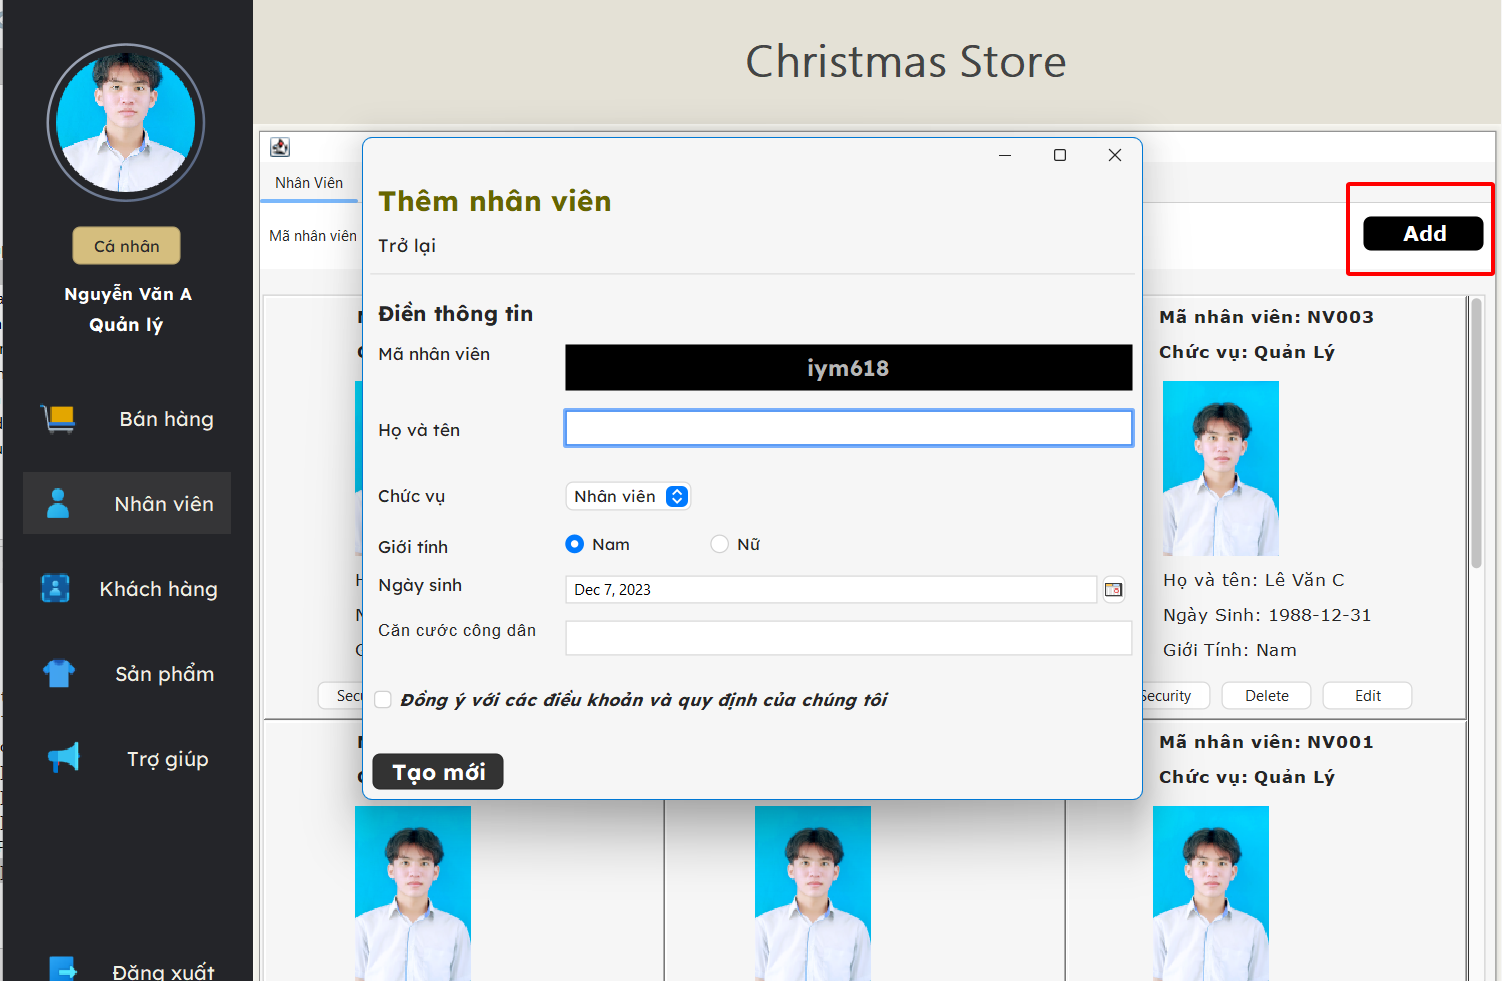 Christmas Store
Cá nhân
Nguyễn Văn A
Quản lý
Bán hàng
Nhân viên
Khách hàng
Sản phẩm
Trợ giúp
Đăng xuất
Nhân Viên
Mã nhân viên
Add
Thêm nhân viên
Trở lại
Điền thông tin
Mã nhân viên
iym618
Họ và tên
Chức vụ
Nhân viên
Giới tính
Nam
Nữ
Ngày sinh
Dec 7, 2023
Căn cước công dân
Đồng ý với các điều khoản và quy định của chúng tôi
Tạo mới
Mã nhân viên: NV003
Chức vụ: Quản Lý
Họ và tên: Lê Văn C
Ngày Sinh: 1988-12-31
Giới Tính: Nam
Security
Delete
Edit
Mã nhân viên: NV001
Chức vụ: Quản Lý